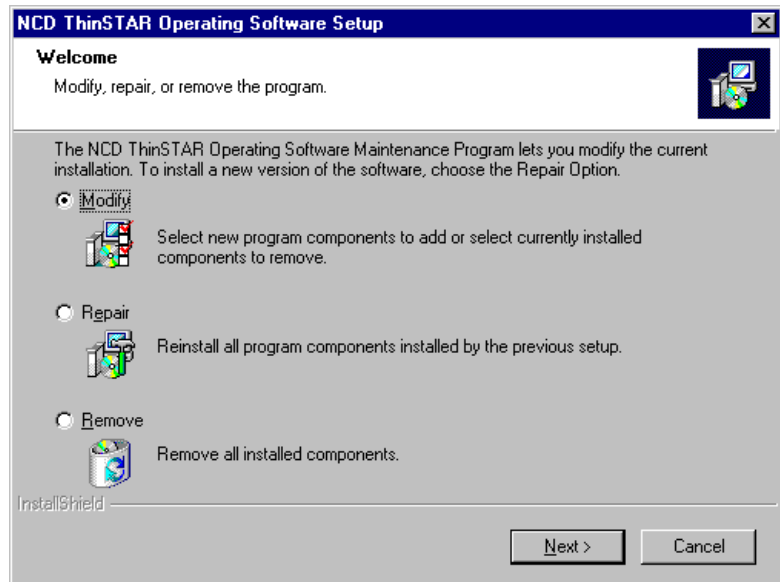 NCD ThinSTAR Operating Software Setup
Welcome
Modify, repair, or remove the program.
The NCD ThinSTAR Operating Software Maintenance Program lets you modify the current
installation. To install a new version of the software, choose the Repair Option.
Modify
Select new program components to add or select currently installed
components to remove.
Repair
Reinstall all program components installed by the previous setup.
Remove
Remove all installed components.
InstallShield
Next >
Cancel